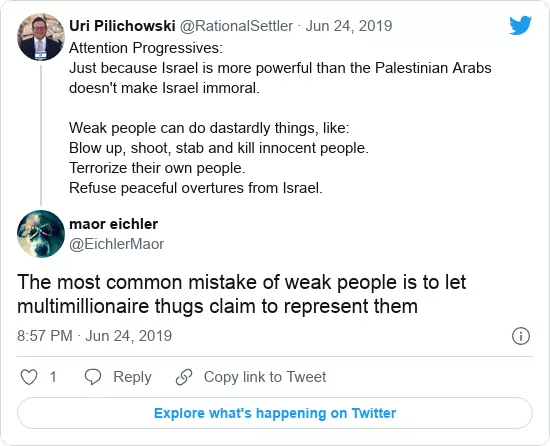 Uri Pilichowski @RationalSettler · Jun 24, 2019
Attention Progressives:
Just because Israel is more powerful than the Palestinian Arabs
doesn't make Israel immoral.
Weak people can do dastardly things, like:
Blow up, shoot, stab and kill innocent people.
Terrorize their own people.
Refuse peaceful overtures from Israel.
maor eichler
@EichlerMaor
The most common mistake of weak people is to let
multimillionaire thugs claim to represent them
8:57 PM · Jun 24, 2019
1 Reply Copy link to Tweet
Explore what's happening on Twitter